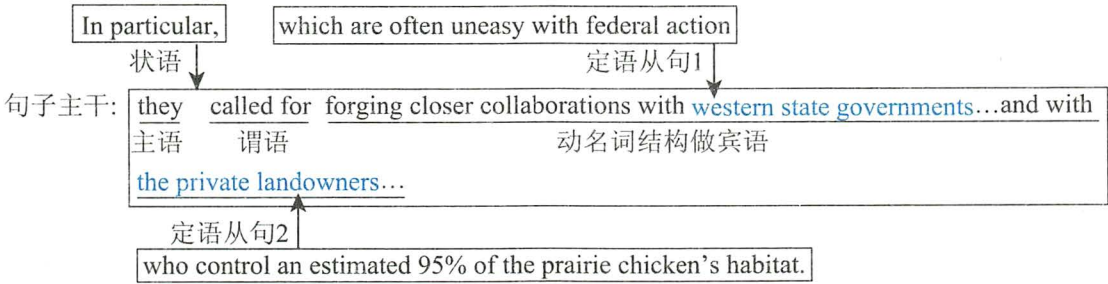 In particular, which are often uneasy with federal action
状语 定语从句1
句子主干: they called for forging closer collaborations with western state governments…and with
主语 谓语 动名词结构做宾语
the private landowners…
定语从句2
who control an estimated 95% of the prairie chicken's habitat.